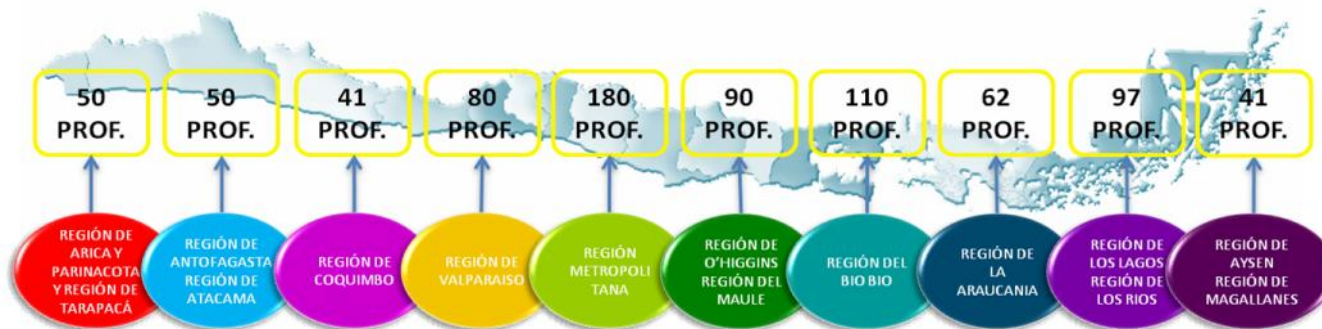 50
PROF.
50
PROF.
41
PROF.
80
PROF.
180
PROF.
90
PROF.
110
PROF.
62
PROF.
97
PROF.
41
PROF.
REGIÓN DE
ARICA Y
PARINACOTA
Y REGIÓN DE
TARAPACÁ
REGIÓN DE
ANTOFAGASTA
REGIÓN DE
ATACAMA
REGIÓN DE
COQUIMBO
REGIÓN DE
VALPARAISO
REGIÓN
METROPOLI
TANA
REGIÓN DE
O'HIGGINS
REGIÓN DEL
MAULE
REGIÓN DEL
BIO BIO
REGIÓN DE
LA
ARAUCANIA
REGIÓN DE
LOS LAGOS
REGIÓN DE
LOS RIOS
REGIÓN DE
AYSEN
REGIÓN DE
MAGALLANES